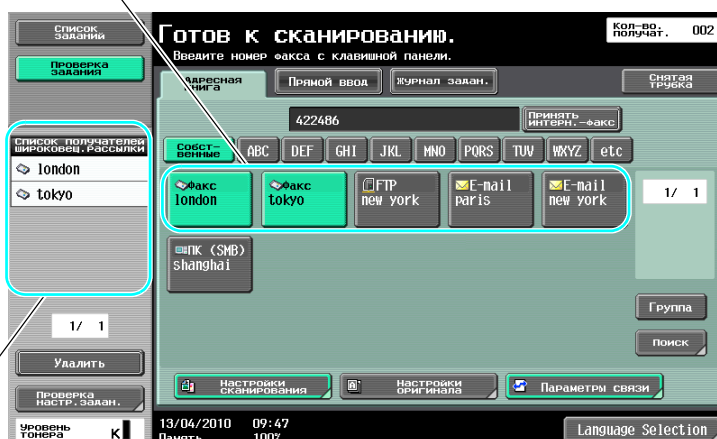 Список
заданий
Проверка
задания
Список получателей
широковец.рассылки
london
tokyo
1/ 1
Удалить
Проверка
настр.задан.
Уровень
тонера
K
Готов к сканированию.
Введите номер факса с клавишной панели.
Кол-во.
получат. 002
Адресная
книга
Прямой ввод
Журнал задан.
Снятая
трубка
422486
Принять
интерн.-факс
Собст-
венные
ABC
DEF
GHI
JKL
MNO
PQRS
TUV
WXYZ
etc
Факс
london
Факс
tokyo
FTP
new york
E-mail
paris
E-mail
new york
1/ 1
ПК (SMB)
shanghai
Группа
Поиск
Настройки
сканирования
Настройки
оригинала
Параметры связи
13/04/2010 09:47
Память 100%
Language Selection